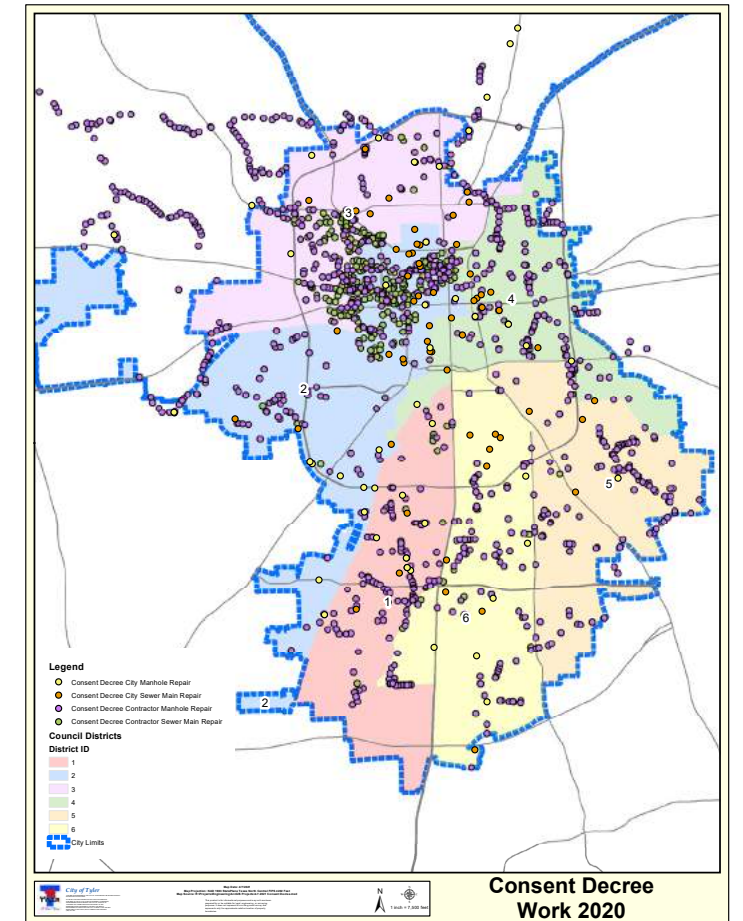 3
4
2
5
1
6
2
Legend
Consent Decree City Manhole Repair
Consent Decree City Sewer Main Repair
Consent Decree Contractor Manhole Repair
Consent Decree Contractor Sewer Main Repair
Council Districts
District ID
1
2
3
4
5
6
City Limits
TYLER
City of Tyler
N
1 inch = 7,500 feet
Consent Decree
Work 2020